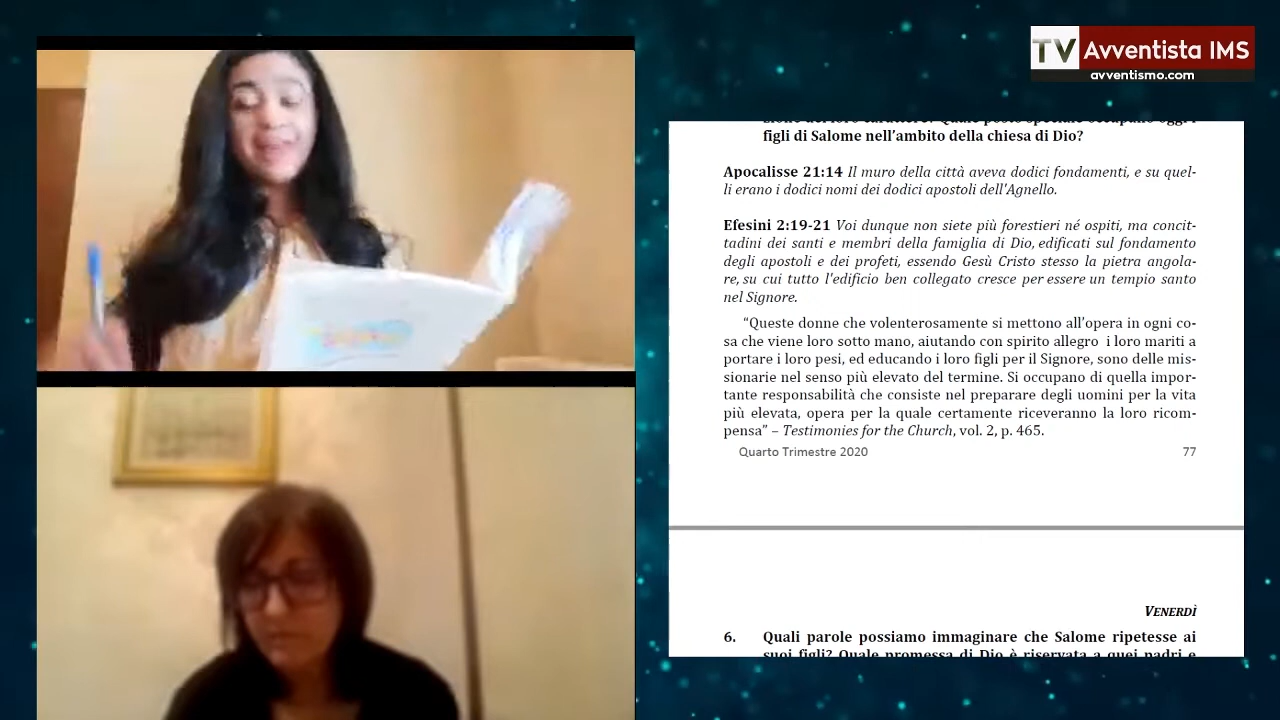 TV Avventista IMS
avventismo.com
figli di Salome nell’ambito della chiesa di Dio?
Apocalisse 21:14 Il muro della città aveva dodici fondamenti, e su quel-
li erano i dodici nomi dei dodici apostoli dell’Agnello.
Efesini 2:19-21 Voi dunque non siete più forestieri né ospiti, ma concit-
tadini dei santi e membri della famiglia di Dio, edificati sul fondamento
degli apostoli e dei profeti, essendo Gesù Cristo stesso la pietra angola-
re, su cui tutto l’edificio ben collegato cresce per essere un tempio santo
nel Signore.
“Queste donne che volenterosamente si mettono all’opera in ogni co-
sa che viene loro sotto mano, aiutando con spirito allegro i loro mariti a
portare i loro pesi, ed educando i loro figli per il Signore, sono delle mis-
sionarie nel senso più elevato del termine. Si occupano di quella impor-
tante responsabilità che consiste nel preparare degli uomini per la vita
più elevata, opera per la quale certamente riceveranno la loro ricom-
pensa” – Testimonies for the Church, vol. 2, p. 465.
Quarto Trimestre 2020 77
VENERDÌ
6. Quali parole possiamo immaginare che Salome ripetesse ai
suoi figli? Quale promessa di Dio è riservata a quei padri e